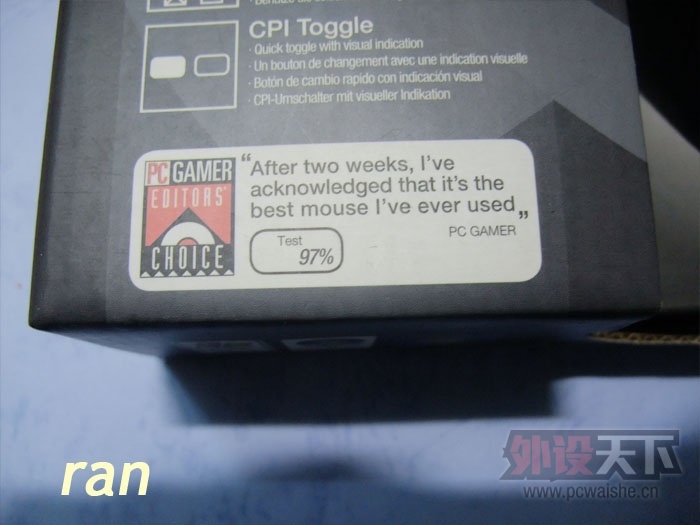 CPI Toggle
· Quick toggle with visual indication
· Un bouton de changement avec une indication visuelle
· Botón de cambio rapido con indicación visual
· CPI-Umschalter mit visueller Indikation
PC GAMER
EDITORS'
CHOICE
“After two weeks, I've
acknowledged that it's the
best mouse I've ever used„
PC GAMER
Test
97%
ran
外设天下
www.pcwaishe.cn